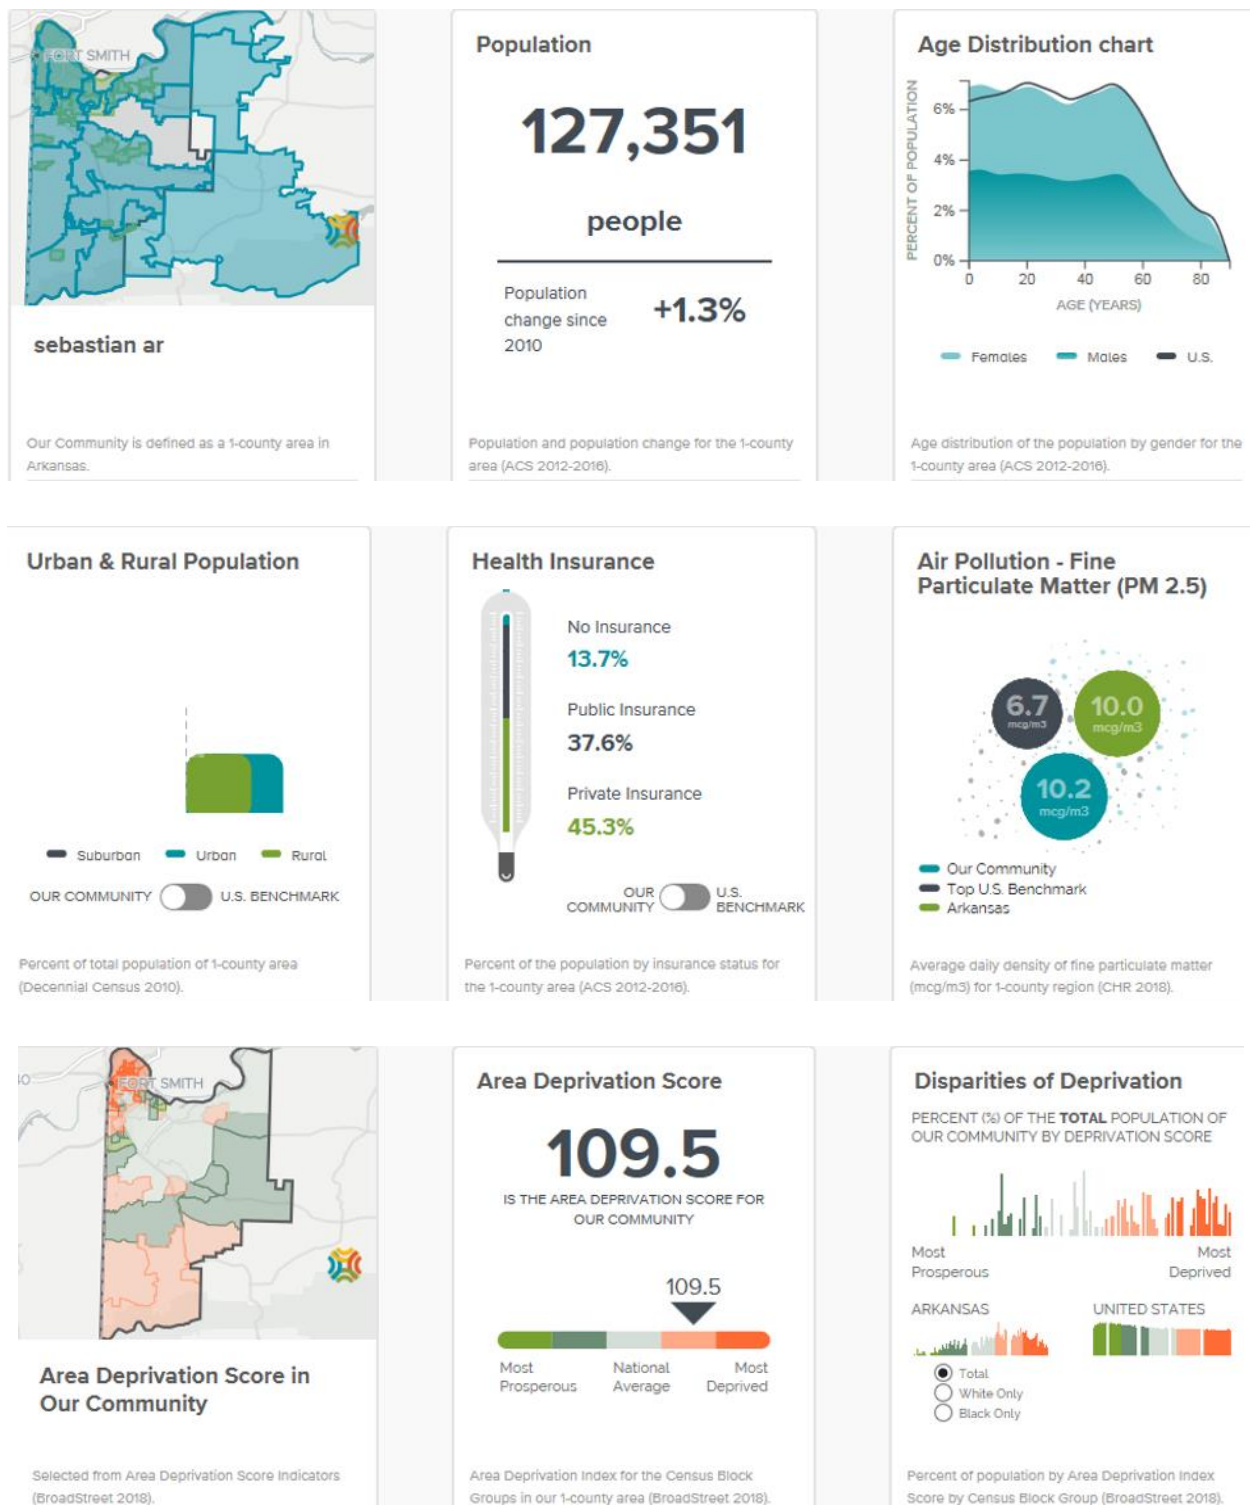 FORT SMITH
sebastian ar
Our Community is defined as a 1-county area in
Arkansas.
Population
127,351
people
Population
change since
2010
+1.3%
Population and population change for the 1-county
area (ACS 2012-2016).
Age Distribution chart
PERCENT OF POPULATION
6%
4%
2%
0%
0 20 40 60 80
AGE (YEARS)
Females Males U.S.
Age distribution of the population by gender for the
1-county area (ACS 2012-2016).
Urban & Rural Population
Suburban Urban Rural
OUR COMMUNITY U.S. BENCHMARK
Percent of total population of 1-county area
(Decennial Census 2010).
Health Insurance
No Insurance
13.7%
Public Insurance
37.6%
Private Insurance
45.3%
OUR COMMUNITY
U.S. BENCHMARK
Percent of the population by insurance status for
the 1-county area (ACS 2012-2016).
Air Pollution - Fine
Particulate Matter (PM 2.5)
6.7
mcg/m3
10.0
mcg/m3
10.2
mcg/m3
Our Community
Top U.S. Benchmark
Arkansas
Average daily density of fine particulate matter
(mcg/m3) for 1-county region (CHR 2018).
FORT SMITH
Area Deprivation Score in
Our Community
Selected from Area Deprivation Score Indicators
(BroadStreet 2018).
Area Deprivation Score
109.5
IS THE AREA DEPRIVATION SCORE FOR
OUR COMMUNITY
109.5
Most
Prosperous
National
Average
Most
Deprived
Area Deprivation Index for the Census Block
Groups in our 1-county area (BroadStreet 2018).
Disparities of Deprivation
PERCENT (%) OF THE TOTAL POPULATION OF
OUR COMMUNITY BY DEPRIVATION SCORE
Most
Prosperous
Most
Deprived
ARKANSAS UNITED STATES
Total
White Only
Black Only
Percent of population by Area Deprivation Index
Score by Census Block Group (BroadStreet 2018).